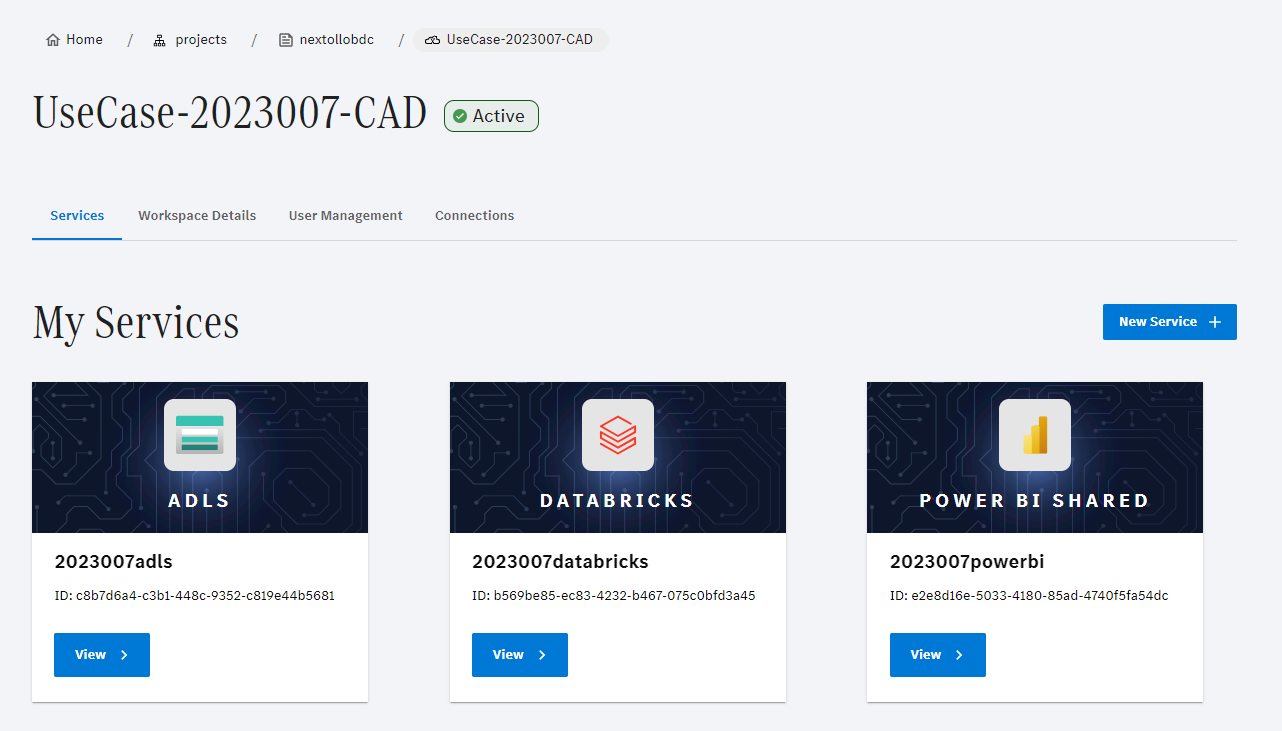 Home / projects / nextollobdc / UseCase-2023007-CAD
UseCase-2023007-CAD Active
Services Workspace Details User Management Connections
My Services
New Service +
ADLS
2023007adls
ID: c8b7d6a4-c3b1-448c-9352-c819e44b5681
View
DATABRICKS
2023007databricks
ID: b569be85-ec83-4232-b467-075c0bfd3a45
View
POWER BI SHARED
2023007powerbi
ID: e2e8d16e-5033-4180-85ad-4740f5fa54dc
View